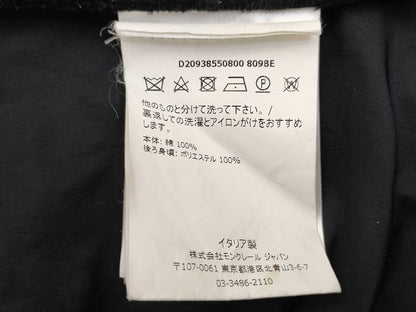 D20938550800 809BE
他のものと分けて洗って下さい。/
裏返しての洗濯とアイロンがけをおすすめ
します。
本体: 綿 100%
後ろ身頃: ポリエステル 100%
イタリア製
株式会社モンクレール ジャパン
〒107-0061 東京都港区北青山3-6-7
03-3486-2110